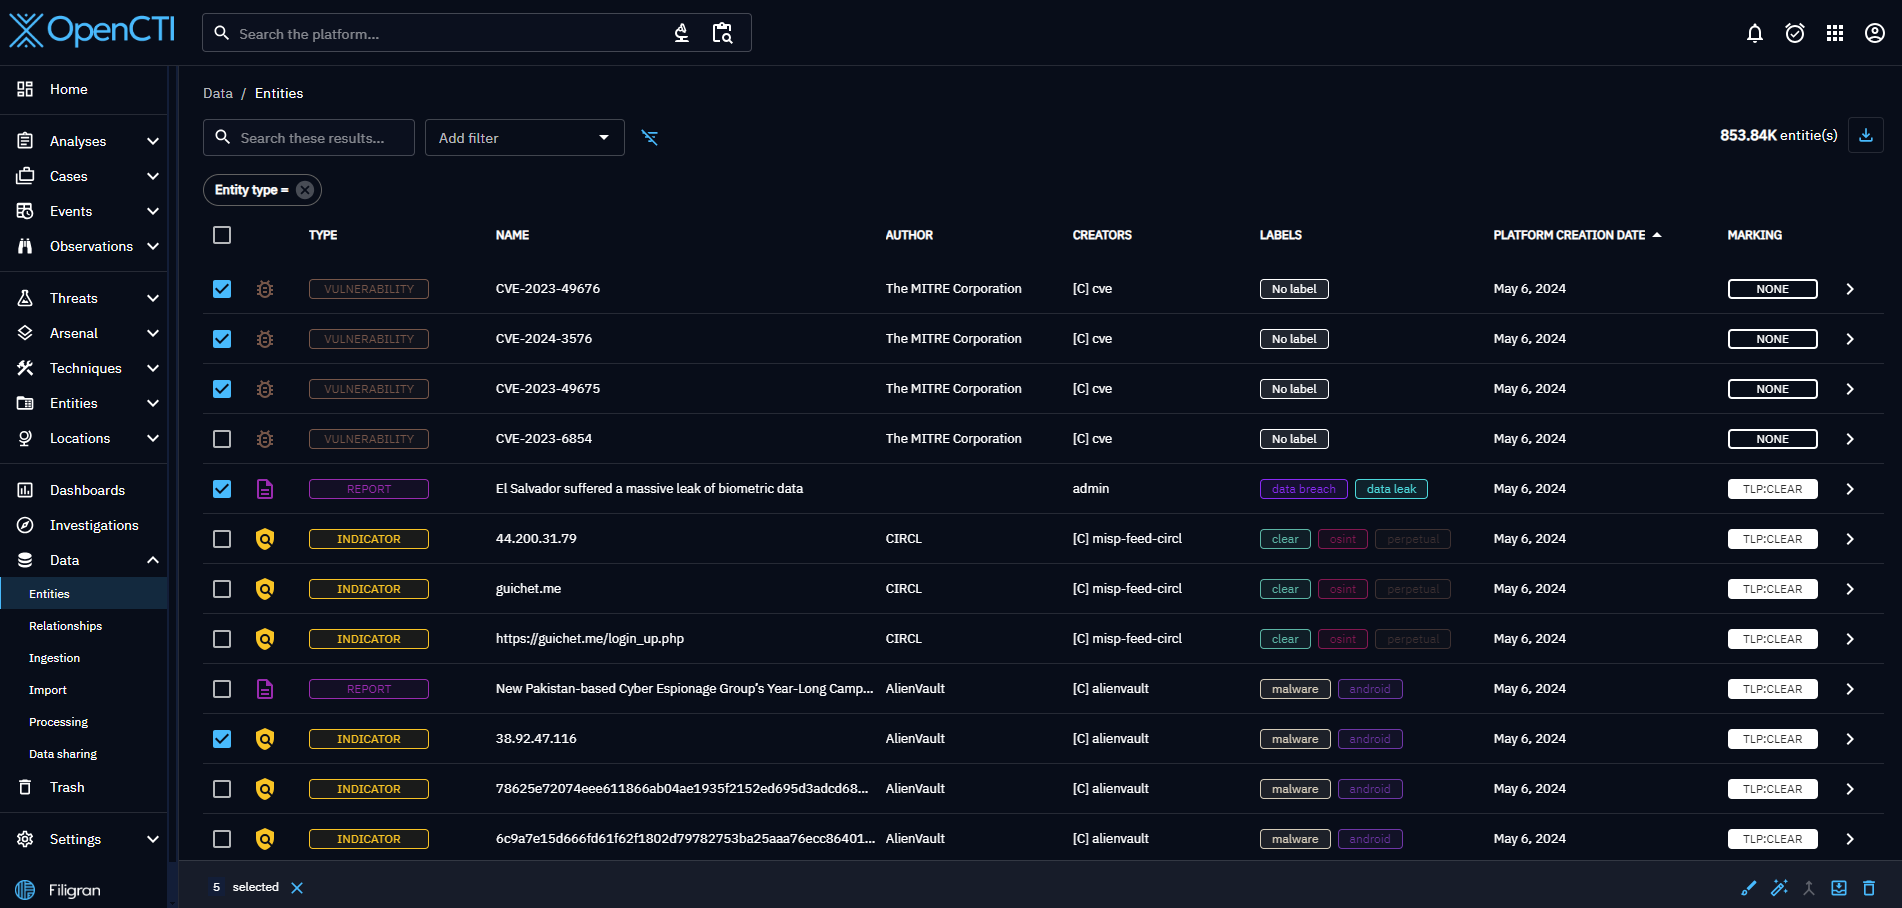 OpenCTI
Search the platform...
Home
Analyses
Cases
Events
Observations
Threats
Arsenal
Techniques
Entities
Locations
Dashboards
Investigations
Data
Entities
Relationships
Ingestion
Import
Processing
Data sharing
Trash
Settings
Filigran
Data / Entities
Search these results...
Add filter
853.84K entitie(s)
Entity type =
TYPE NAME AUTHOR CREATORS LABELS PLATFORM CREATION DATE MARKING
VULNERABILITY CVE-2023-49676 The MITRE Corporation [C] cve No label May 6, 2024 NONE
VULNERABILITY CVE-2024-3576 The MITRE Corporation [C] cve No label May 6, 2024 NONE
VULNERABILITY CVE-2023-49675 The MITRE Corporation [C] cve No label May 6, 2024 NONE
VULNERABILITY CVE-2023-6854 The MITRE Corporation [C] cve No label May 6, 2024 NONE
REPORT El Salvador suffered a massive leak of biometric data admin data breach data leak May 6, 2024 TLP:CLEAR
INDICATOR 44.200.31.79 CIRCL [C] misp-feed-circl clear osint perpetual May 6, 2024 TLP:CLEAR
INDICATOR guichet.me CIRCL [C] misp-feed-circl clear osint perpetual May 6, 2024 TLP:CLEAR
INDICATOR https://guichet.me/login_up.php CIRCL [C] misp-feed-circl clear osint perpetual May 6, 2024 TLP:CLEAR
REPORT New Pakistan-based Cyber Espionage Group's Year-Long Camp... AlienVault [C] alienvault malware android May 6, 2024 TLP:CLEAR
INDICATOR 38.92.47.116 AlienVault [C] alienvault malware android May 6, 2024 TLP:CLEAR
INDICATOR 78625e72074eee611866ab04ae1935f2152ed695d3adcd68... AlienVault [C] alienvault malware android May 6, 2024 TLP:CLEAR
INDICATOR 6c9a7e15d666fd61f62f1802d79782753ba25aaa76ecc86401... AlienVault [C] alienvault malware android May 6, 2024 TLP:CLEAR
5 selected